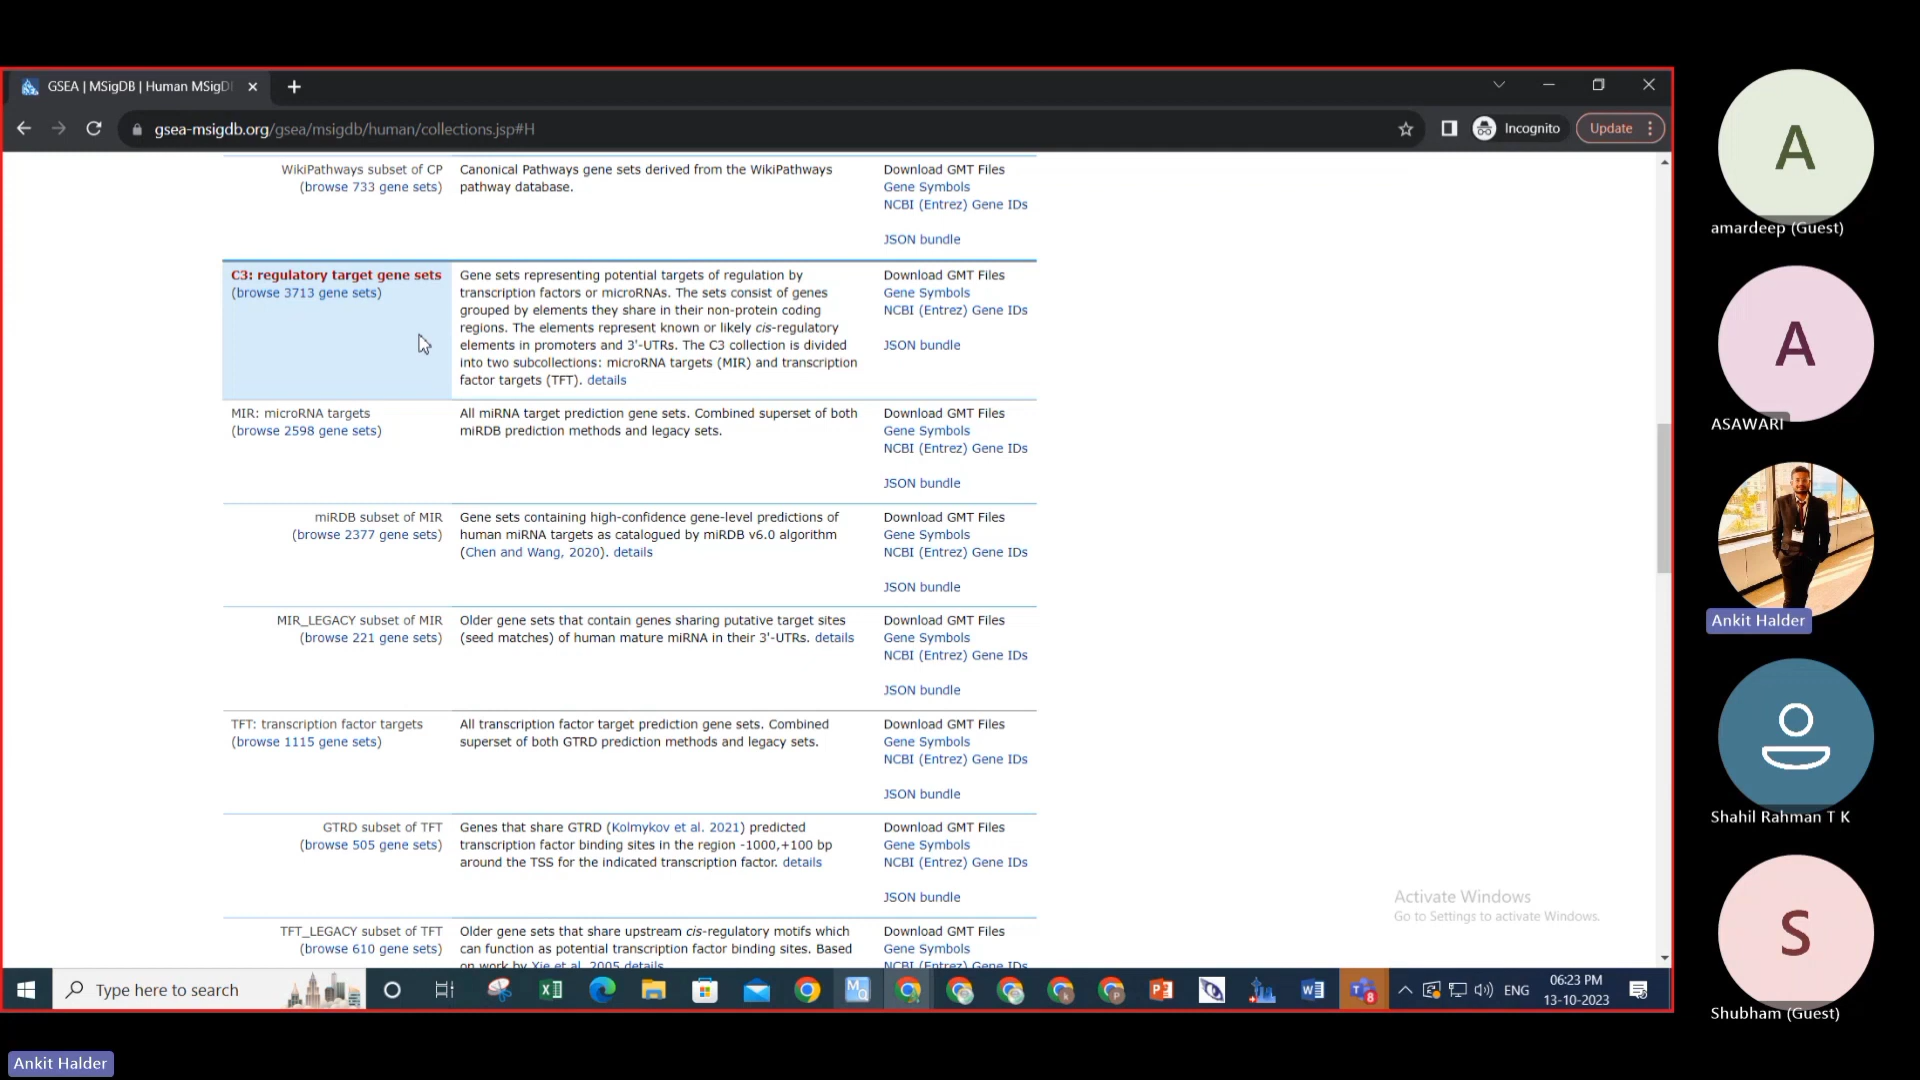 GSEA | MSigDB | Human MSigD
gsea-msigdb.org/gsea/msigdb/human/collections.jsp#H
Incognito
Update
WikiPathways subset of CP
(browse 733 gene sets)
Canonical Pathways gene sets derived from the WikiPathways
pathway database.
Download GMT Files
Gene Symbols
NCBI (Entrez) Gene IDs
JSON bundle
C3: regulatory target gene sets
(browse 3713 gene sets)
Gene sets representing potential targets of regulation by
transcription factors or microRNAs. The sets consist of genes
grouped by elements they share in their non-protein coding
regions. The elements represent known or likely cis-regulatory
elements in promoters and 3'-UTRs. The C3 collection is divided
into two subcollections: microRNA targets (MIR) and transcription
factor targets (TFT). details
Download GMT Files
Gene Symbols
NCBI (Entrez) Gene IDs
JSON bundle
MIR: microRNA targets
(browse 2598 gene sets)
All miRNA target prediction gene sets. Combined superset of both
miRDB prediction methods and legacy sets.
Download GMT Files
Gene Symbols
NCBI (Entrez) Gene IDs
JSON bundle
miRDB subset of MIR
(browse 2377 gene sets)
Gene sets containing high-confidence gene-level predictions of
human miRNA targets as catalogued by miRDB v6.0 algorithm
(Chen and Wang, 2020). details
Download GMT Files
Gene Symbols
NCBI (Entrez) Gene IDs
JSON bundle
MIR_LEGACY subset of MIR
(browse 221 gene sets)
Older gene sets that contain genes sharing putative target sites
(seed matches) of human mature miRNA in their 3'-UTRs. details
Download GMT Files
Gene Symbols
NCBI (Entrez) Gene IDs
JSON bundle
TFT: transcription factor targets
(browse 1115 gene sets)
All transcription factor target prediction gene sets. Combined
superset of both GTRD prediction methods and legacy sets.
Download GMT Files
Gene Symbols
NCBI (Entrez) Gene IDs
JSON bundle
GTRD subset of TFT
(browse 505 gene sets)
Genes that share GTRD (Kolmykov et al. 2021) predicted
transcription factor binding sites in the region -1000,+100 bp
around the TSS for the indicated transcription factor. details
Download GMT Files
Gene Symbols
NCBI (Entrez) Gene IDs
JSON bundle
TFT_LEGACY subset of TFT
(browse 610 gene sets)
Older gene sets that share upstream cis-regulatory motifs which
can function as potential transcription factor binding sites. Based
on work by Xie et al. 2005 details
Download GMT Files
Gene Symbols
NCBI (Entrez) Gene IDs
Activate Windows
Go to Settings to activate Windows.
Type here to search
ENG
06:23 PM
13-10-2023
A
amardeep (Guest)
A
ASAWARI
Ankit Halder
Shahil Rahman T K
S
Shubham (Guest)
Ankit Halder